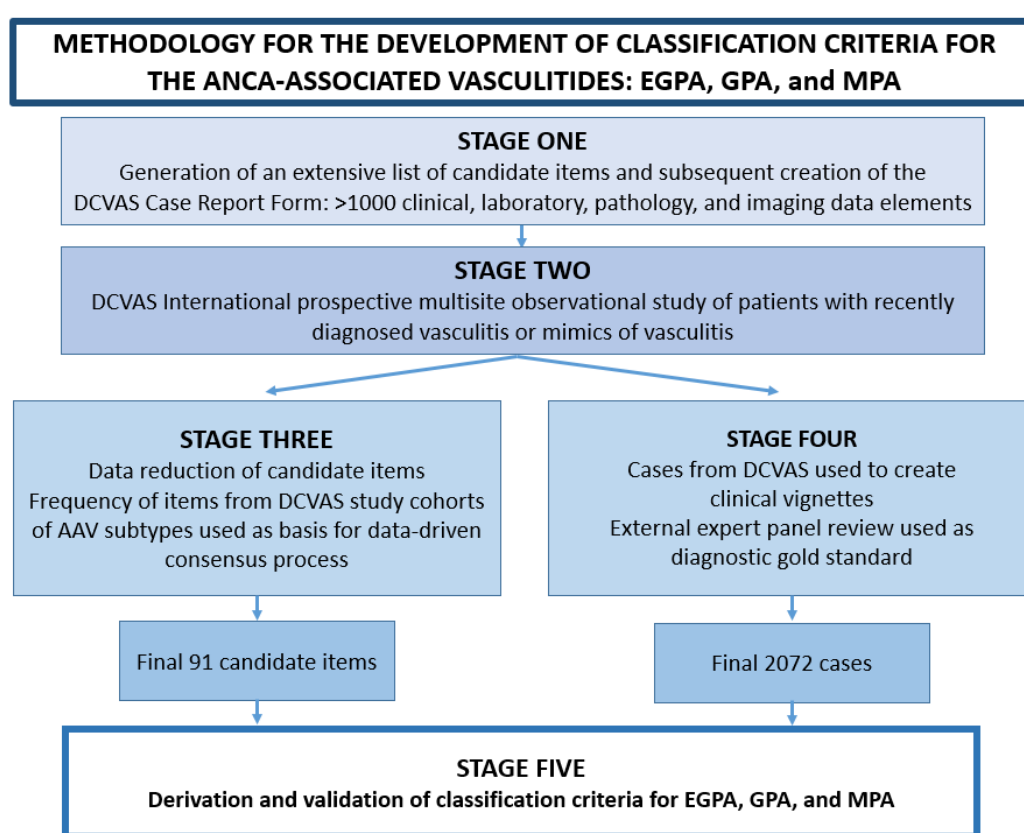 METHODOLOGY FOR THE DEVELOPMENT OF CLASSIFICATION CRITERIA FOR
THE ANCA-ASSOCIATED VASCULITIDES: EGPA, GPA, and MPA
STAGE ONE
Generation of an extensive list of candidate items and subsequent creation of the
DCVAS Case Report Form: >1000 clinical, laboratory, pathology, and imaging data elements
STAGE TWO
DCVAS International prospective multisite observational study of patients with recently
diagnosed vasculitis or mimics of vasculitis
STAGE THREE
Data reduction of candidate items
Frequency of items from DCVAS study cohorts
of AAV subtypes used as basis for data-driven
consensus process
STAGE FOUR
Cases from DCVAS used to create
clinical vignettes
External expert panel review used as
diagnostic gold standard
Final 91 candidate items
Final 2072 cases
STAGE FIVE
Derivation and validation of classification criteria for EGPA, GPA, and MPA